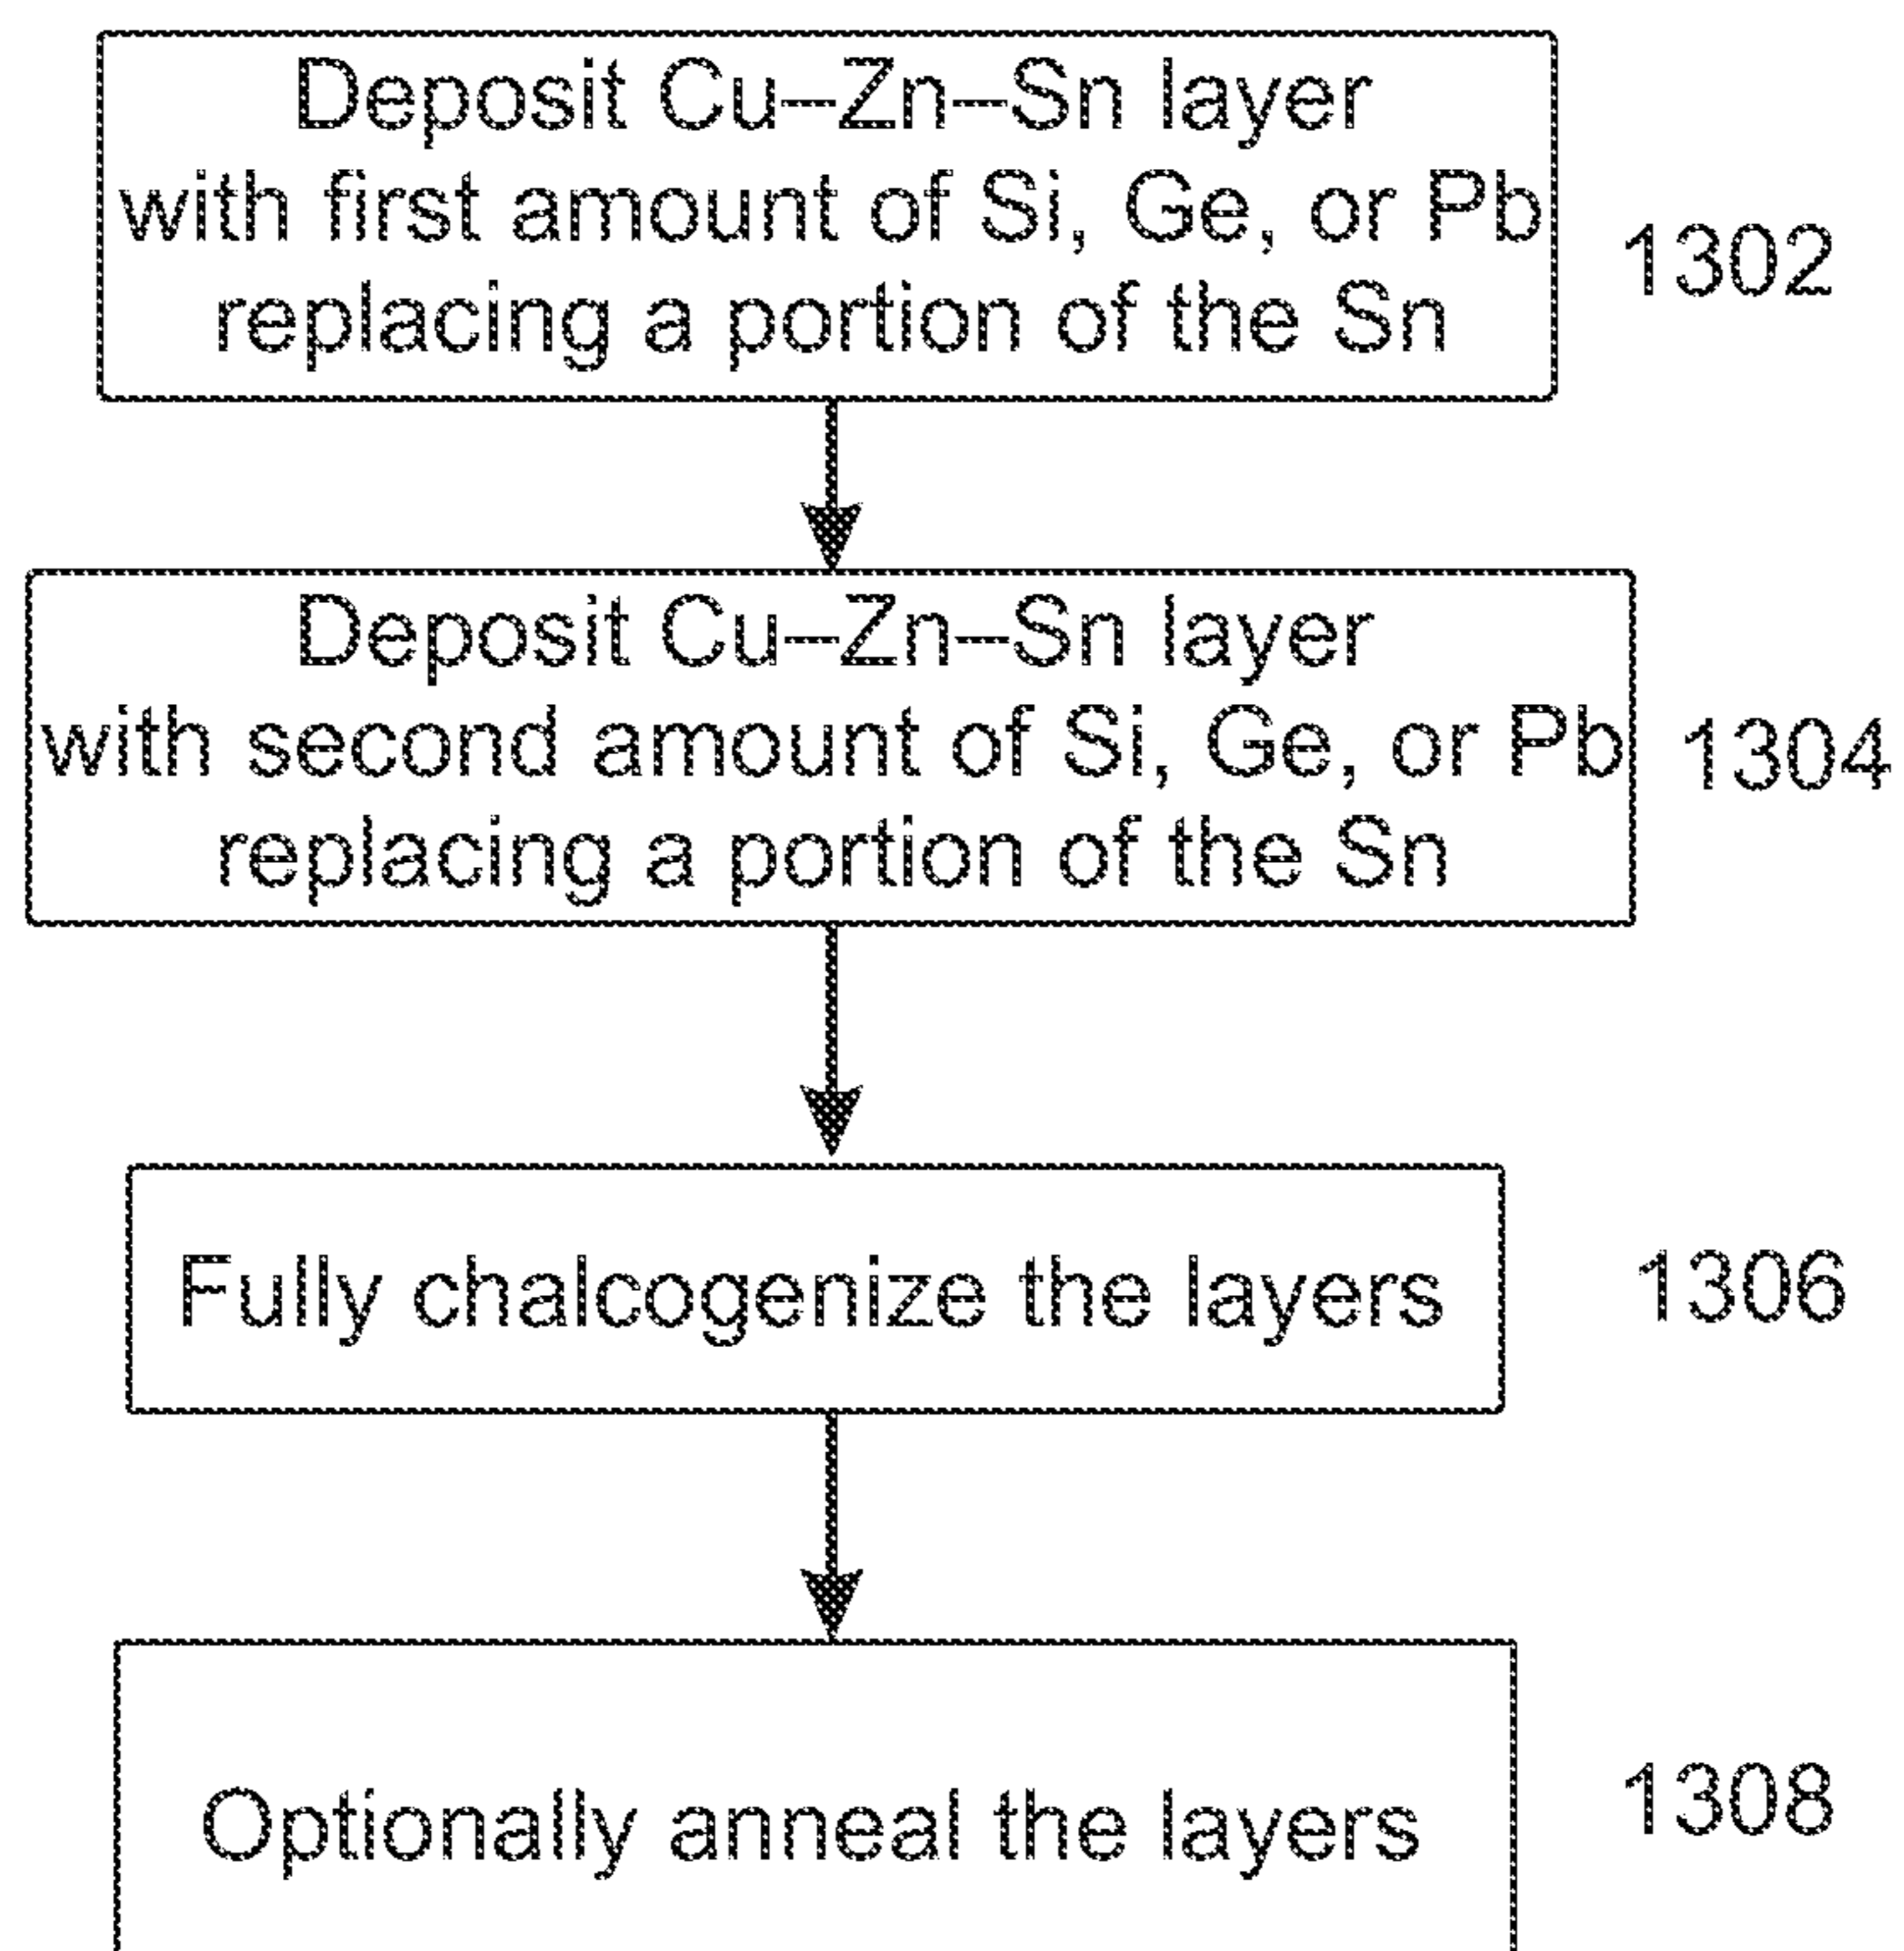 Deposit Cu–Zn–Sn layer
with first amount of Si, Ge, or Pb
replacing a portion of the Sn
1302
Deposit Cu–Zn–Sn layer
with second amount of Si, Ge, or Pb
replacing a portion of the Sn
1304
Fully chalcogenize the layers
1306
Optionally anneal the layers
1308